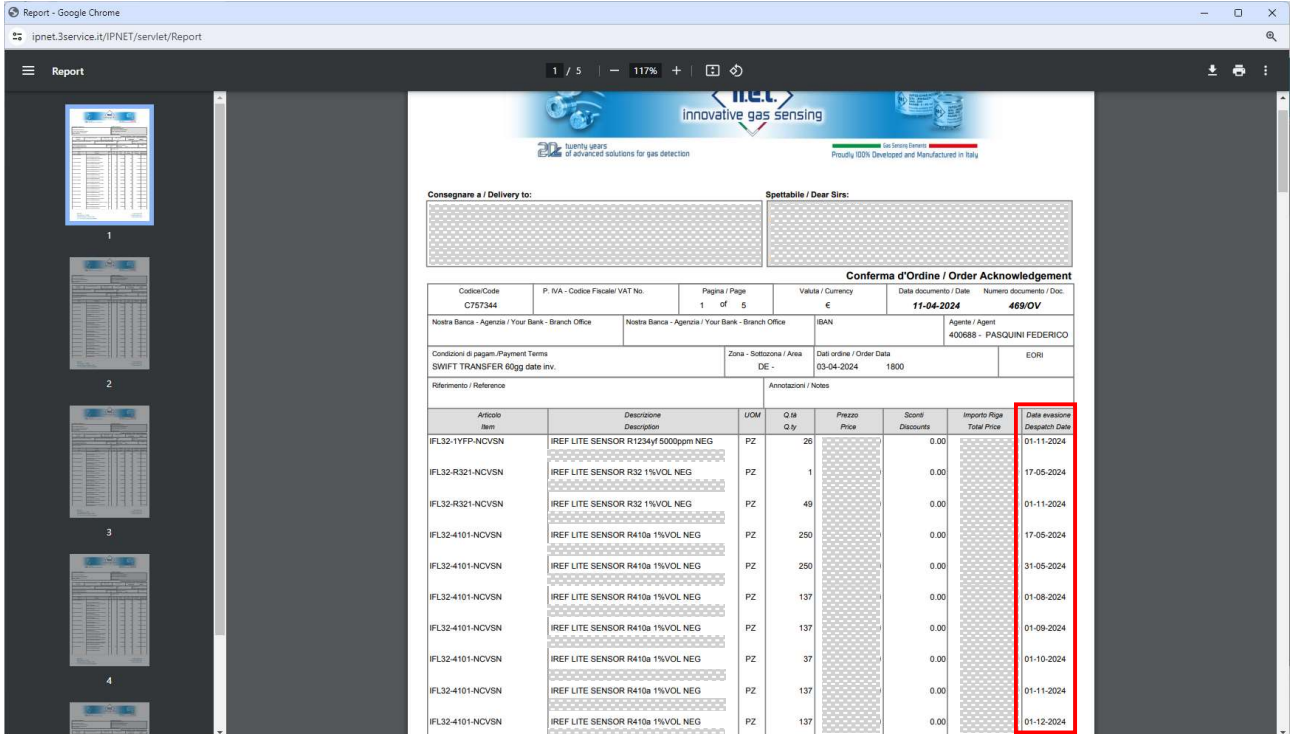 Report - Google Chrome
ipnet.3service.it/IPNET/servlet/Report
Report
1 / 5
117%
1
2
3
4
n.e.t.
innovative gas sensing
twenty years
of advanced solutions for gas detection
Gas Sensing Elements
Proudly 100% Developed and Manufactured in Italy
Consegnare a / Delivery to: Spettabile / Dear Sirs:
Conferma d'Ordine / Order Acknowledgement
Codice/Code P. IVA - Codice Fiscale/ VAT No. Pagina / Page Valuta / Currency Data documento / Date Numero documento / Doc.
C757344 1 of 5 € 11-04-2024 469/OV
Nostra Banca - Agenzia / Your Bank - Branch Office Nostra Banca - Agenzia / Your Bank - Branch Office IBAN Agente / Agent
400688 - PASQUINI FEDERICO
Condizioni di pagam./Payment Terms Zona - Sottozona / Area Dati ordine / Order Data EORI
SWIFT TRANSFER 60gg date inv. DE - 03-04-2024 1800
Riferimento / Reference Annotazioni / Notes
Articolo Descrizione UOM Q.tà Prezzo Sconti Importo Riga Data evasione
Item Description Q.ty Price Discounts Total Price Despatch Date
IFL32-1YFP-NCVSN IREF LITE SENSOR R1234yf 5000ppm NEG PZ 26 0.00 01-11-2024
IFL32-R321-NCVSN IREF LITE SENSOR R32 1%VOL NEG PZ 1 0.00 17-05-2024
IFL32-R321-NCVSN IREF LITE SENSOR R32 1%VOL NEG PZ 49 0.00 01-11-2024
IFL32-4101-NCVSN IREF LITE SENSOR R410a 1%VOL NEG PZ 250 0.00 17-05-2024
IFL32-4101-NCVSN IREF LITE SENSOR R410a 1%VOL NEG PZ 250 0.00 31-05-2024
IFL32-4101-NCVSN IREF LITE SENSOR R410a 1%VOL NEG PZ 137 0.00 01-08-2024
IFL32-4101-NCVSN IREF LITE SENSOR R410a 1%VOL NEG PZ 137 0.00 01-09-2024
IFL32-4101-NCVSN IREF LITE SENSOR R410a 1%VOL NEG PZ 37 0.00 01-10-2024
IFL32-4101-NCVSN IREF LITE SENSOR R410a 1%VOL NEG PZ 137 0.00 01-11-2024
IFL32-4101-NCVSN IREF LITE SENSOR R410a 1%VOL NEG PZ 137 0.00 01-12-2024